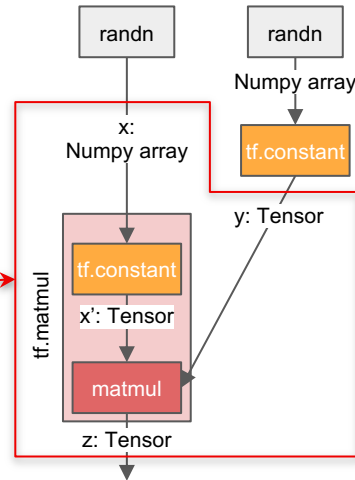 randn
randn
x:
Numpy array
Numpy array
tf.constant
y: Tensor
tf.matmul
tf.constant
x’: Tensor
matmul
z: Tensor